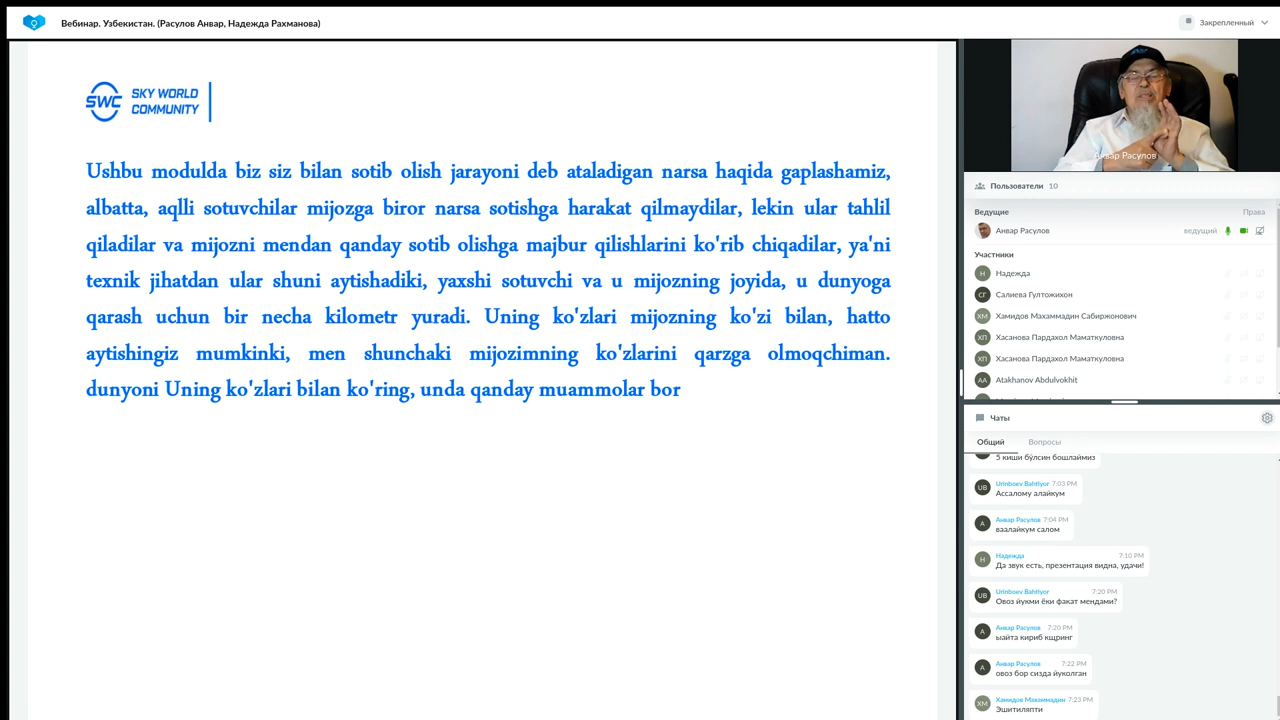 Вебинар. Узбекистан. (Расулов Анвар, Надежда Рахманова)
Закрепленный
SWC SKY WORLD COMMUNITY
Ushbu modulda biz siz bilan sotib olish jarayoni deb ataladigan narsa haqida gaplashamiz,
albatta, aqlli sotuvchilar mijozga biror narsa sotishga harakat qilmaydilar, lekin ular tahlil
qiladilar va mijozni mendan qanday sotib olishga majbur qilishlarini ko'rib chiqadilar, ya'ni
texnik jihatdan ular shuni aytishadiki, yaxshi sotuvchi va u mijozning joyida, u dunyoga
qarash uchun bir necha kilometr yuradi. Uning ko'zlari mijozning ko'zi bilan, hatto
aytishingiz mumkinki, men shunchaki mijozimning ko'zlarini qarzga olmoqchiman.
dunyoni Uning ko'zlari bilan ko'ring, unda qanday muammolar bor
Анвар Расулов
Пользователи 10
Ведущие Права
Анвар Расулов ведущий
Участники
Н Надежда
СГ Салиева Гултожихон
ХМ Хамидов Махаммадин Сабиржонович
ХП Хасанова Пардахол Маматкуловна
ХП Хасанова Пардахол Маматкуловна
AA Atakhanov Abdulvokhit
Чаты
Общий Вопросы
5 киши бўлсин бошлаймиз
UB Urinboev Bahtiyor 7:03 PM
Ассалому алайкум
А Анвар Расулов 7:04 PM
ваалайкум салом
Н Надежда 7:10 PM
Да звук есть, презентация видна, удачи!
UB Urinboev Bahtiyor 7:20 PM
Овоз йукми ёки факат мендами?
А Анвар Расулов 7:20 PM
ыайта кириб кщринг
А Анвар Расулов 7:22 PM
овоз бор сизда йуколган
ХМ Хамидов Махаммадин 7:23 PM
Эшитиляпти